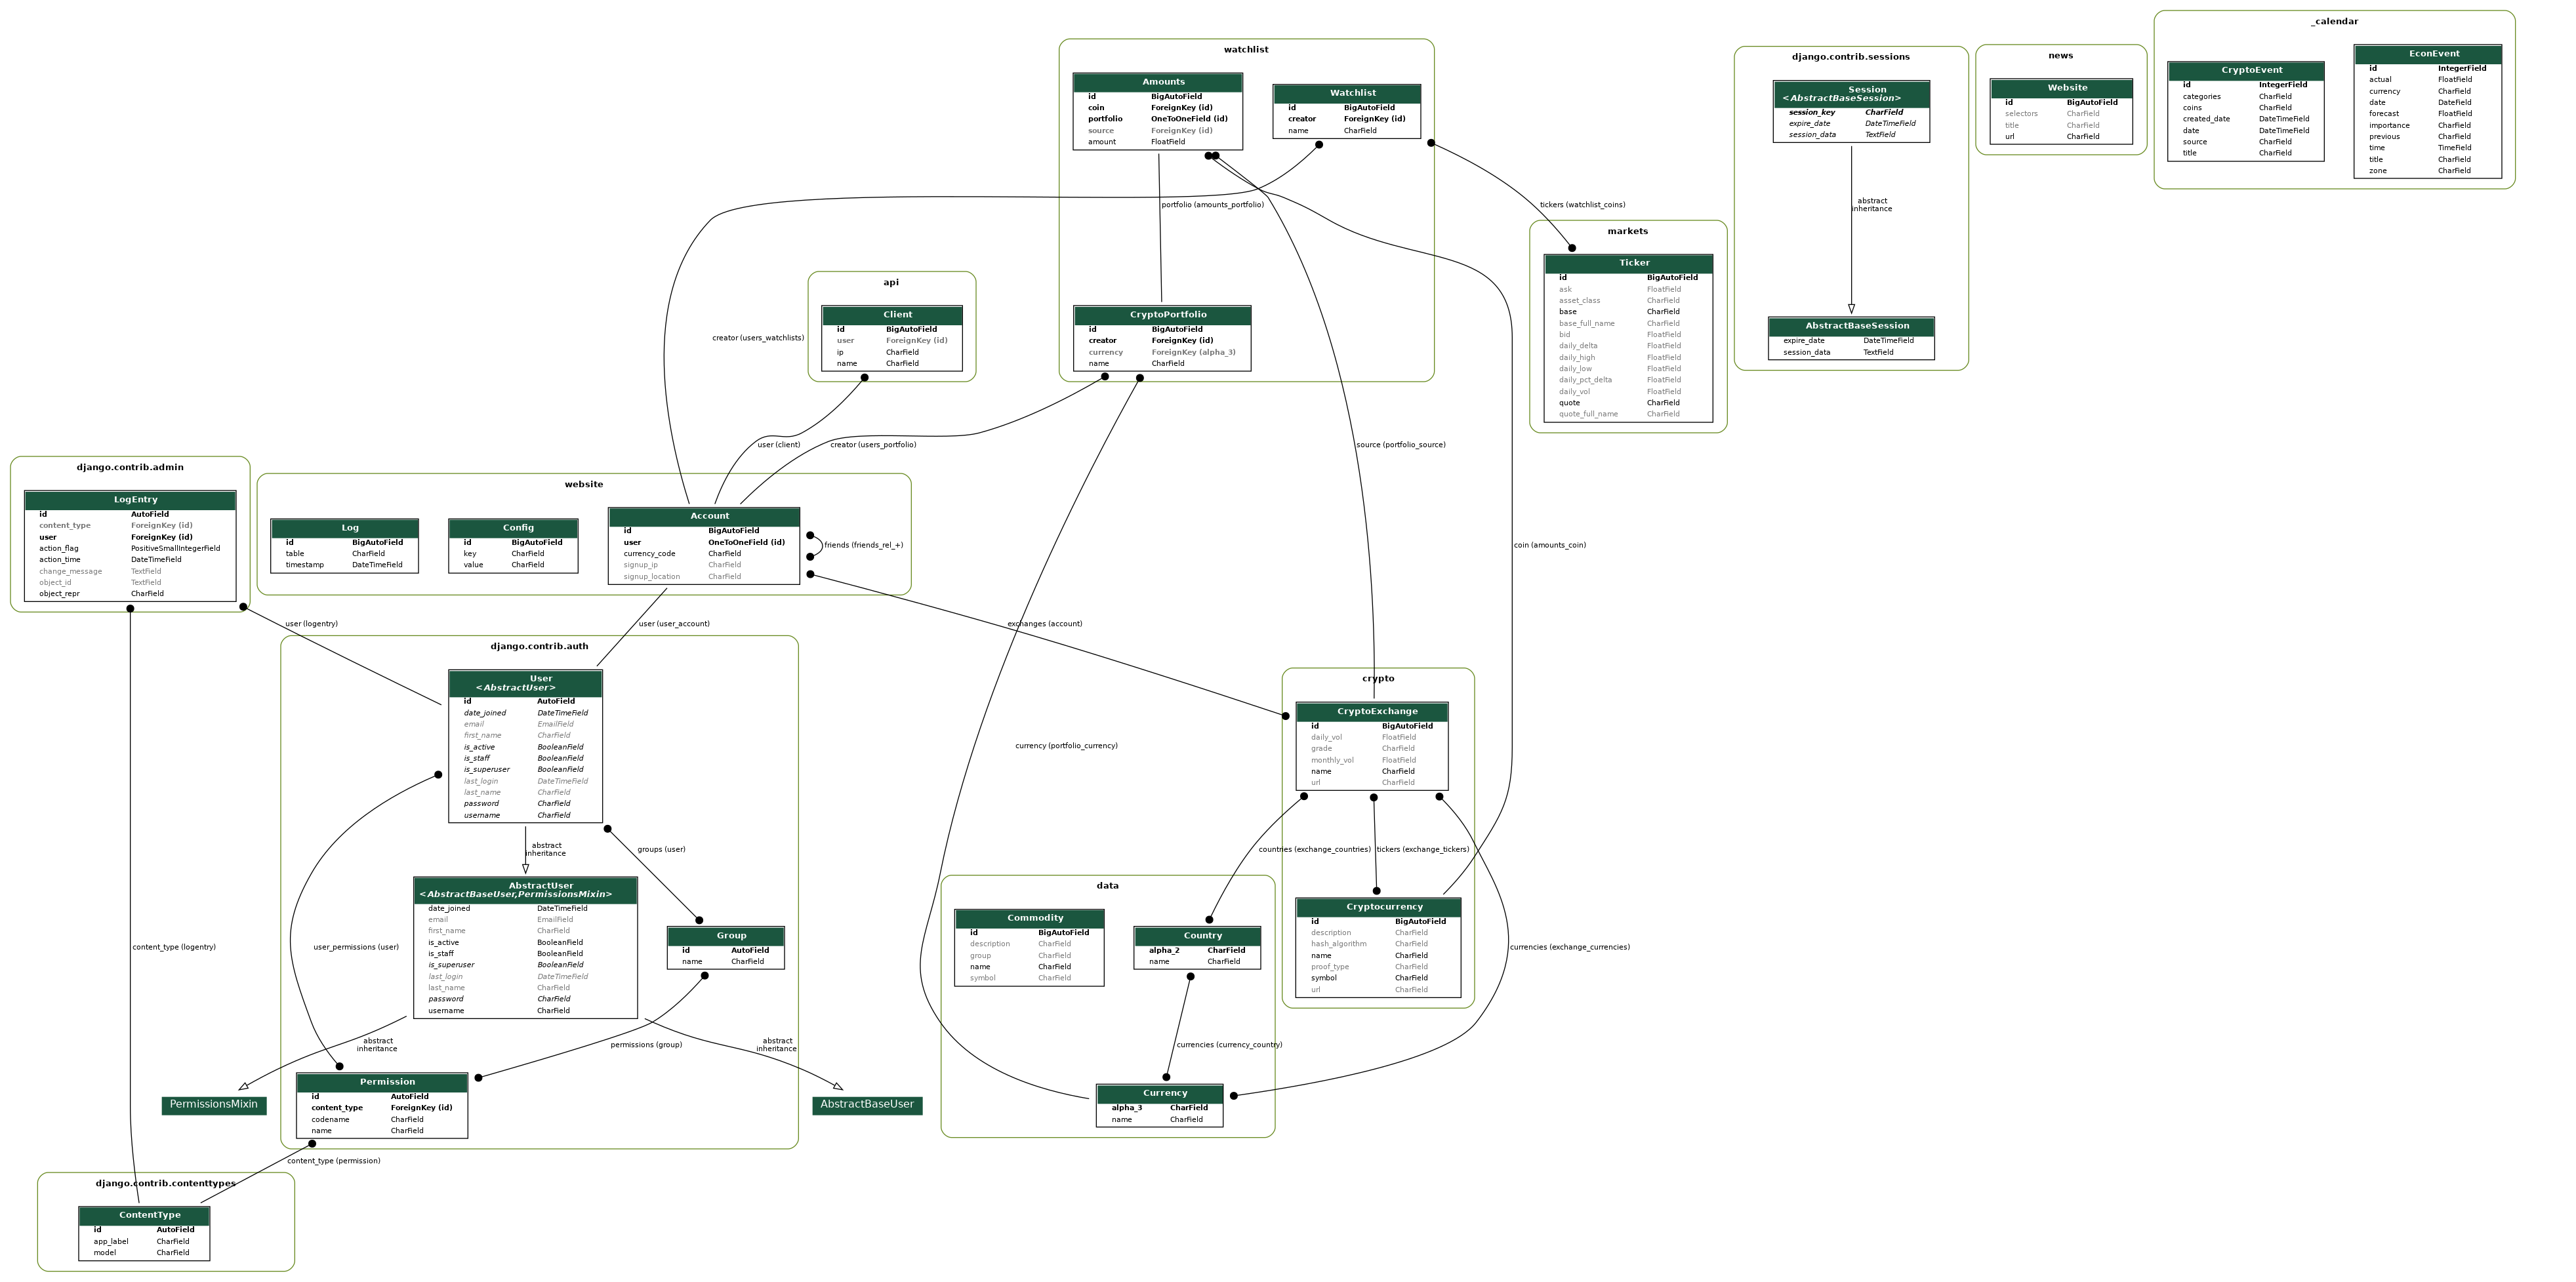 _calendar
CryptoEvent
id IntegerField
categories CharField
coins CharField
created_date DateTimeField
date DateTimeField
source CharField
title CharField
EconEvent
id IntegerField
actual FloatField
currency CharField
date DateField
forecast FloatField
importance CharField
previous CharField
time TimeField
title CharField
zone CharField
news
Website
id BigAutoField
selectors CharField
title CharField
url CharField
django.contrib.sessions
Session
<AbstractBaseSession>
session_key CharField
expire_date DateTimeField
session_data TextField
abstract
inheritance
AbstractBaseSession
expire_date DateTimeField
session_data TextField
watchlist
Amounts
id BigAutoField
coin ForeignKey (id)
portfolio OneToOneField (id)
source ForeignKey (id)
amount FloatField
Watchlist
id BigAutoField
creator ForeignKey (id)
name CharField
portfolio (amounts_portfolio)
tickers (watchlist_coins)
CryptoPortfolio
id BigAutoField
creator ForeignKey (id)
currency ForeignKey (alpha_3)
name CharField
markets
Ticker
id BigAutoField
ask FloatField
asset_class CharField
base CharField
base_full_name CharField
bid FloatField
daily_delta FloatField
daily_high FloatField
daily_low FloatField
daily_pct_delta FloatField
daily_vol FloatField
quote CharField
quote_full_name CharField
api
Client
id BigAutoField
user ForeignKey (id)
ip CharField
name CharField
creator (users_watchlists)
user (client)
creator (users_portfolio)
source (portfolio_source)
django.contrib.admin
LogEntry
id AutoField
content_type ForeignKey (id)
user ForeignKey (id)
action_flag PositiveSmallIntegerField
action_time DateTimeField
change_message TextField
object_id TextField
object_repr CharField
website
Log
id BigAutoField
table CharField
timestamp DateTimeField
Config
id BigAutoField
key CharField
value CharField
Account
id BigAutoField
user OneToOneField (id)
currency_code CharField
signup_ip CharField
signup_location CharField
friends (friends_rel_+)
coin (amounts_coin)
user (logentry)
user (user_account)
exchanges (account)
django.contrib.auth
User
<AbstractUser>
id AutoField
date_joined DateTimeField
email EmailField
first_name CharField
is_active BooleanField
is_staff BooleanField
is_superuser BooleanField
last_login DateTimeField
last_name CharField
password CharField
username CharField
abstract
inheritance
groups (user)
AbstractUser
<AbstractBaseUser,PermissionsMixin>
date_joined DateTimeField
email EmailField
first_name CharField
is_active BooleanField
is_staff BooleanField
is_superuser BooleanField
last_login DateTimeField
last_name CharField
password CharField
username CharField
Group
id AutoField
name CharField
content_type (logentry)
user_permissions (user)
abstract
inheritance
permissions (group)
abstract
inheritance
PermissionsMixin
Permission
id AutoField
content_type ForeignKey (id)
codename CharField
name CharField
AbstractBaseUser
content_type (permission)
django.contrib.contenttypes
ContentType
id AutoField
app_label CharField
model CharField
crypto
CryptoExchange
id BigAutoField
daily_vol FloatField
grade CharField
monthly_vol FloatField
name CharField
url CharField
currency (portfolio_currency)
countries (exchange_countries)
tickers (exchange_tickers)
Cryptocurrency
id BigAutoField
description CharField
hash_algorithm CharField
name CharField
proof_type CharField
symbol CharField
url CharField
currencies (exchange_currencies)
data
Commodity
id BigAutoField
description CharField
group CharField
name CharField
symbol CharField
Country
alpha_2 CharField
name CharField
currencies (currency_country)
Currency
alpha_3 CharField
name CharField